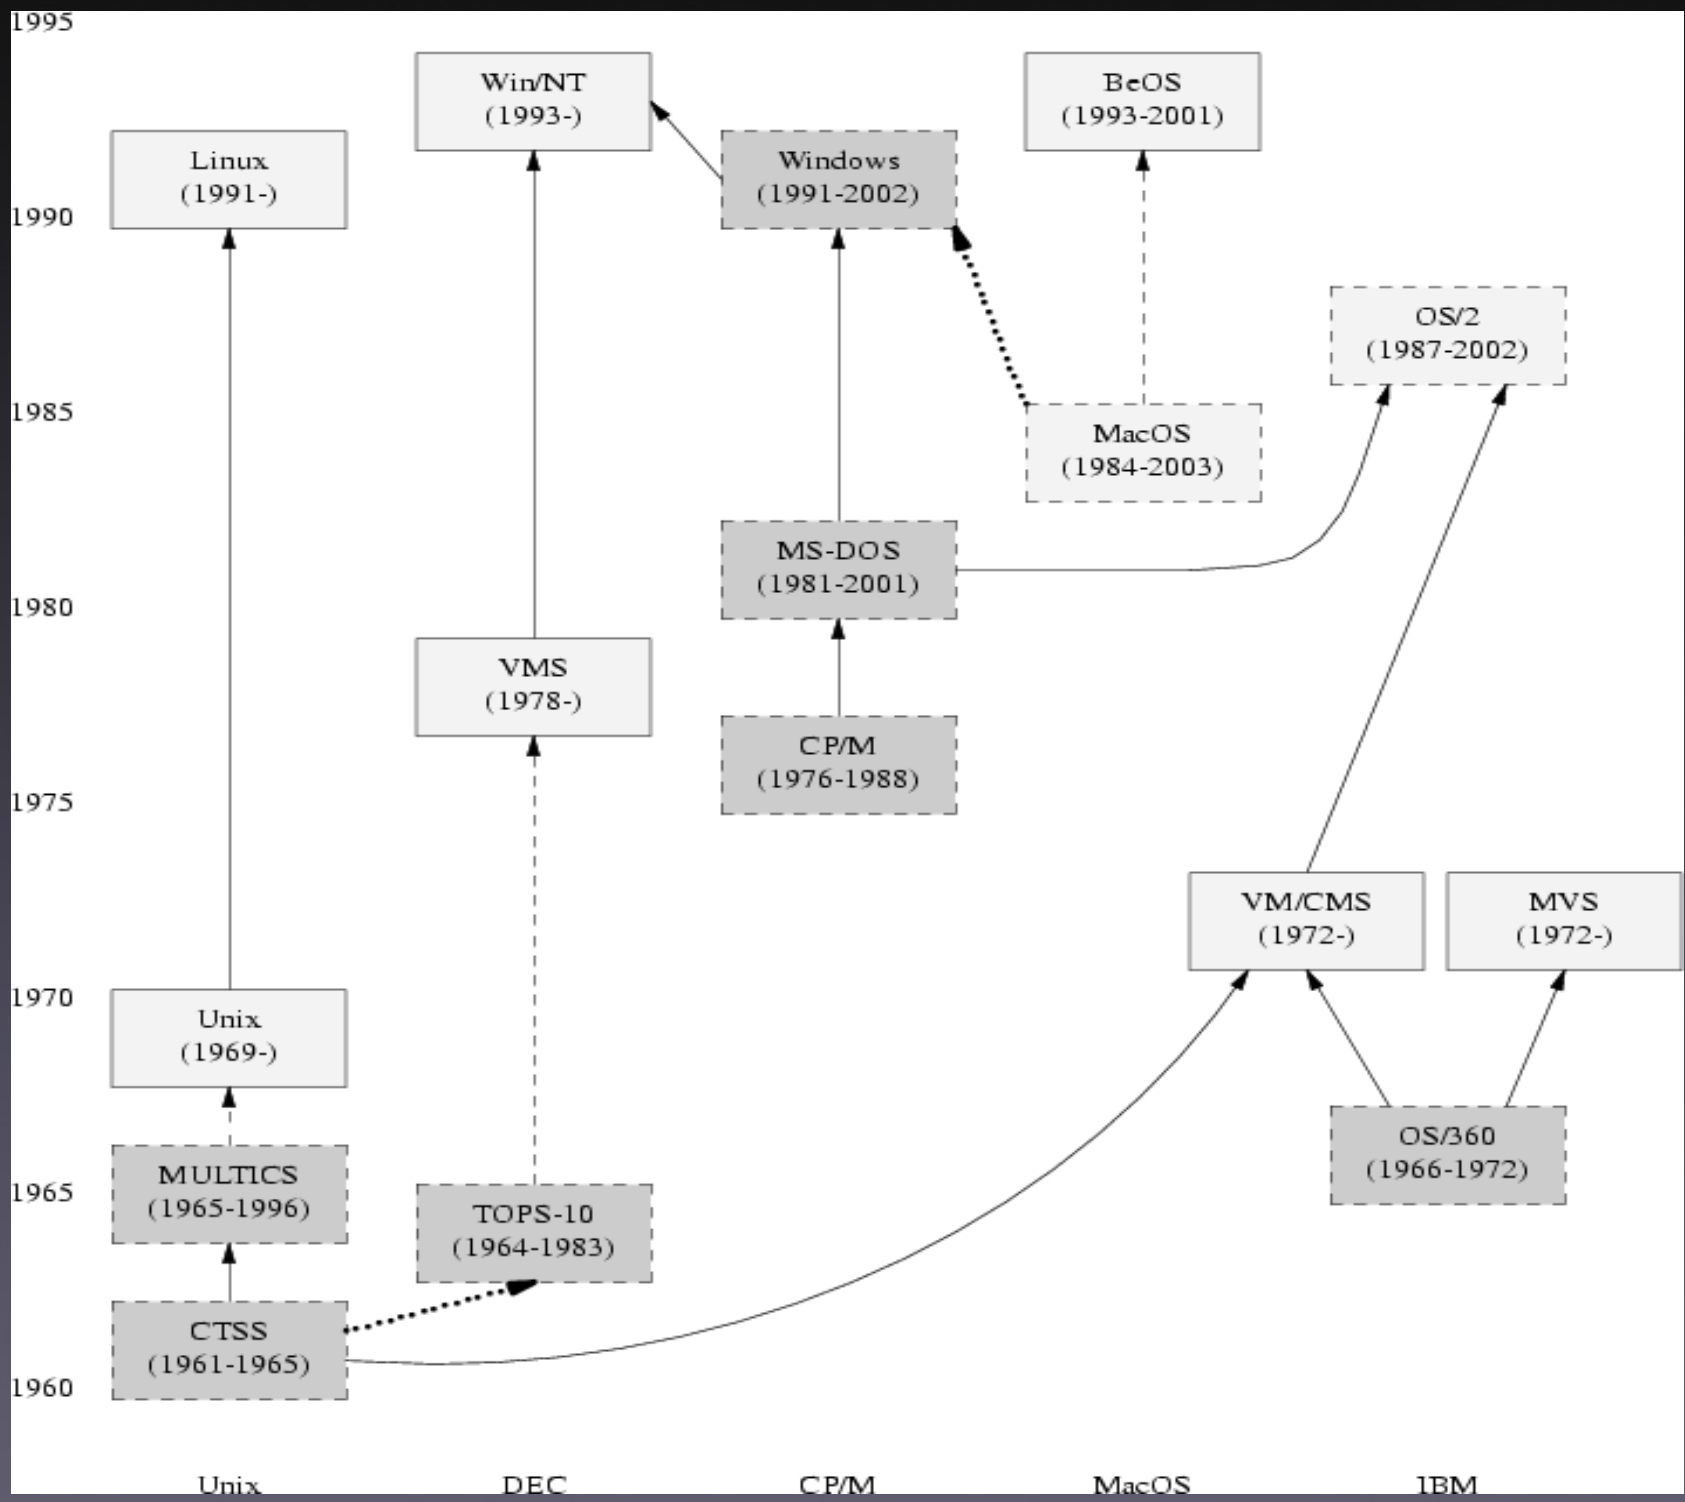 1995
Win/NT
(1993-)
BeOS
(1993-2001)
Linux
(1991-)
Windows
(1991-2002)
1990
OS/2
(1987-2002)
1985
MacOS
(1984-2003)
MS-DOS
(1981-2001)
1980
VMS
(1978-)
CP/M
(1976-1988)
1975
VM/CMS
(1972-)
MVS
(1972-)
1970
Unix
(1969-)
OS/360
(1966-1972)
MULTICS
(1965-1996)
1965
TOPS-10
(1964-1983)
CTSS
(1961-1965)
1960
Unix
DEC
CP/M
MacOS
IBM